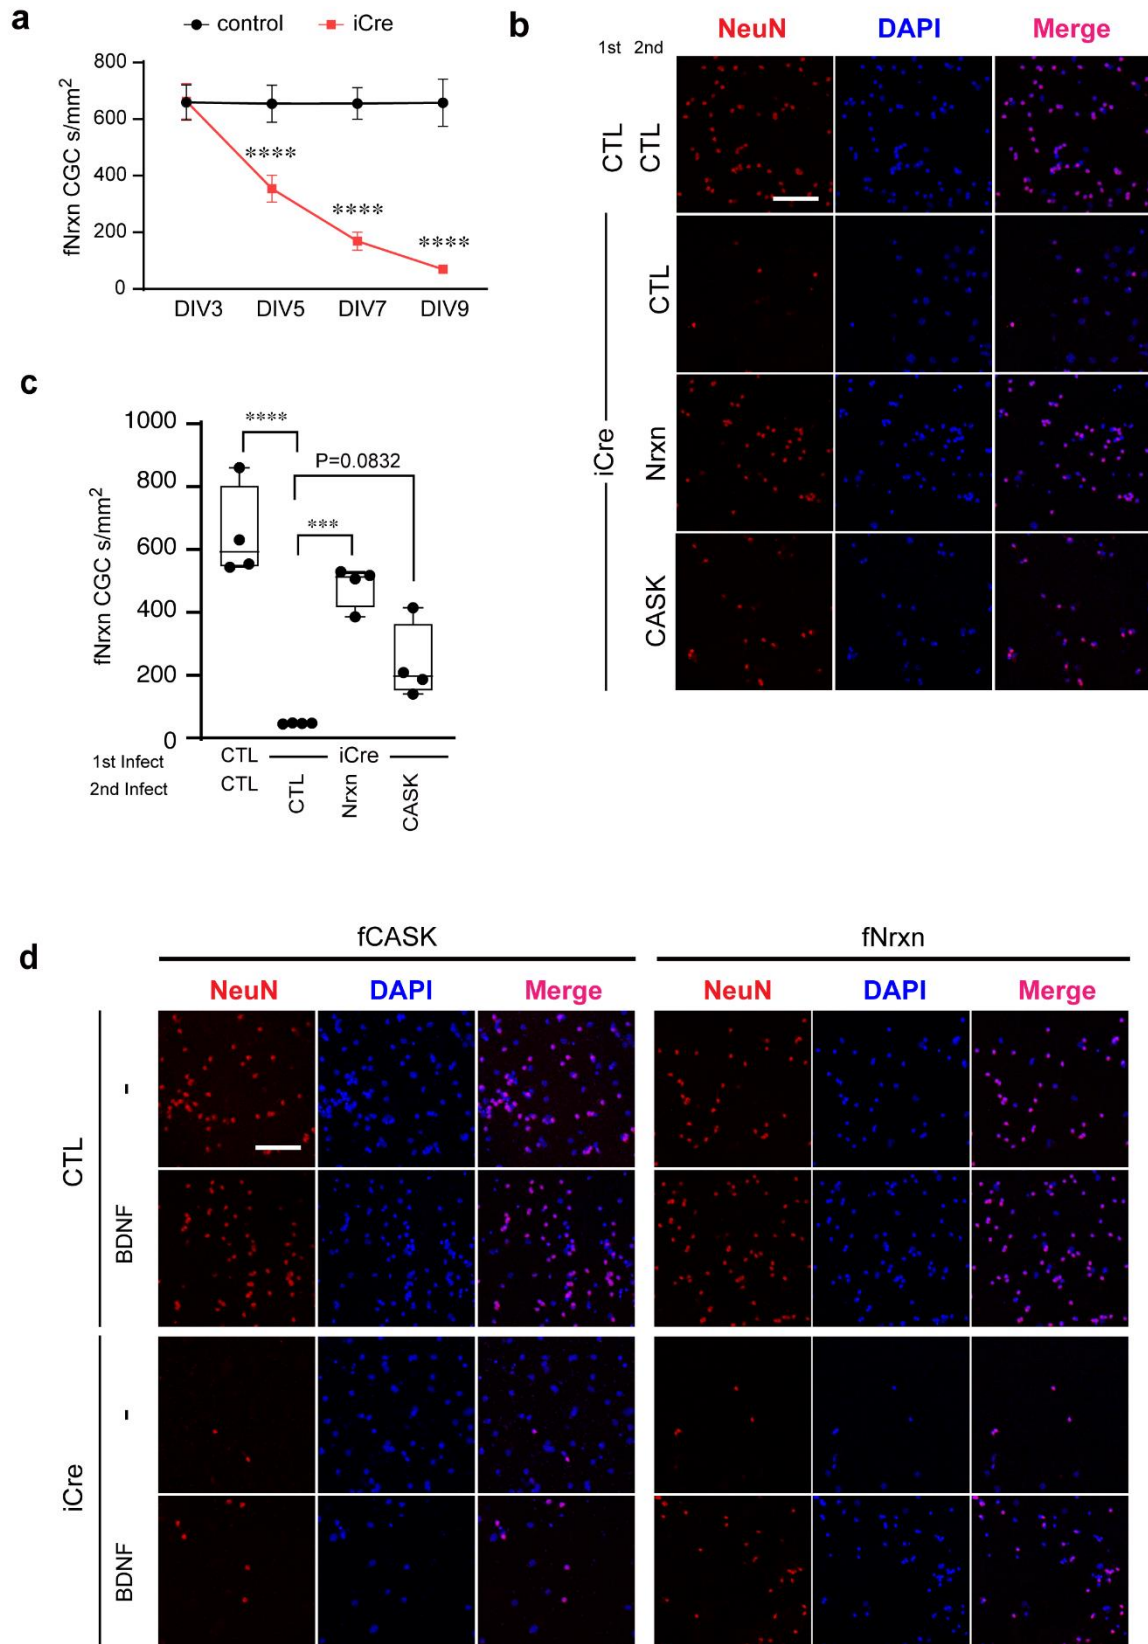 a
control iCre
fNrxn CGC s/mm²
800
600
400
200
0
****
****
****
DIV3 DIV5 DIV7 DIV9
b
NeuN DAPI Merge
1st 2nd
CTL CTL
iCre
CTL
Nrxn
CASK
c
fNrxn CGC s/mm²
1000
800
600
400
200
0
****
P=0.0832
***
1st Infect CTL iCre
2nd Infect CTL CTL Nrxn CASK
d
fCASK fNrxn
NeuN DAPI Merge NeuN DAPI Merge
CTL
-
BDNF
iCre
-
BDNF